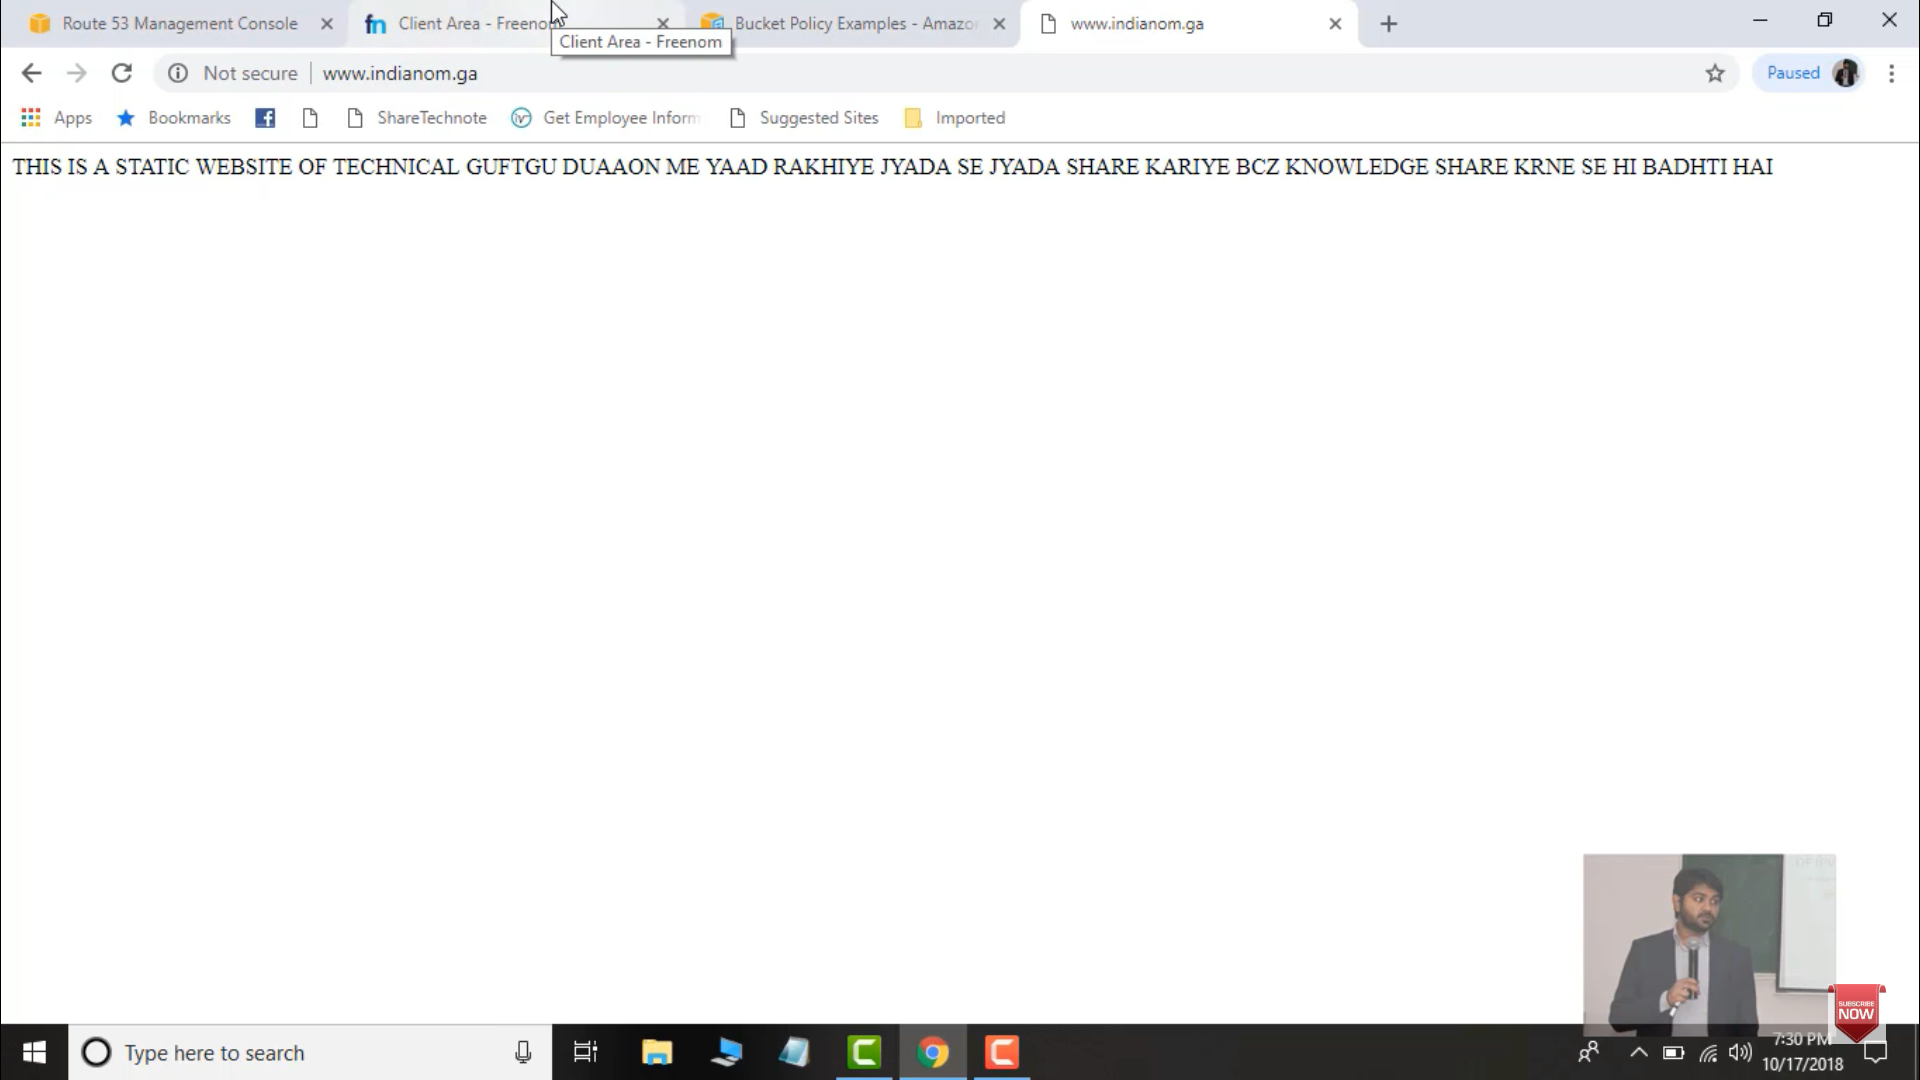 Route 53 Management Console
Client Area - Freenom
Bucket Policy Examples - Amazo
www.indianom.ga
Client Area - Freenom
Not secure
www.indianom.ga
Paused
Apps
Bookmarks
ShareTechnote
Get Employee Inform
Suggested Sites
Imported
THIS IS A STATIC WEBSITE OF TECHNICAL GUFTGU DUAAON ME YAAD RAKHIYE JYADA SE JYADA SHARE KARIYE BCZ KNOWLEDGE SHARE KRNE SE HI BADHTI HAI
SUBSCRIBE
NOW
Type here to search
7:30 PM
10/17/2018